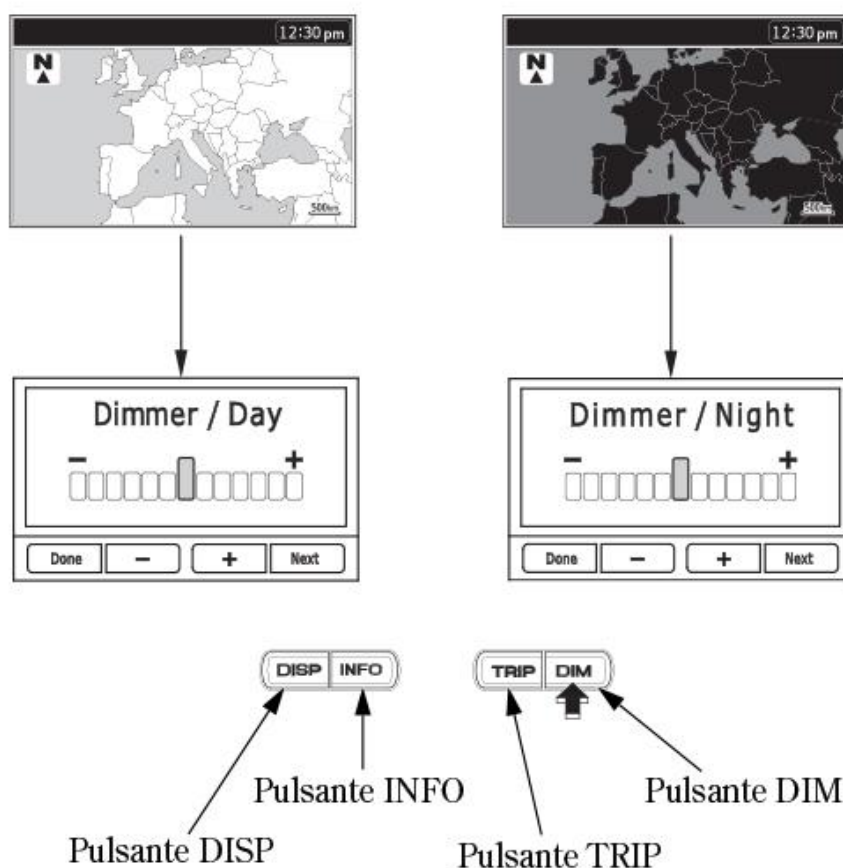 12:30 pm
N
500km
12:30 pm
N
500km
Dimmer / Day
− +
Done − + Next
Dimmer / Night
− +
Done − + Next
DISP INFO
TRIP DIM
Pulsante INFO
Pulsante DIM
Pulsante DISP
Pulsante TRIP